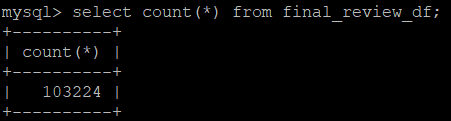 mysql> select count(*) from final_review_df;
+----------+
| count(*) |
+----------+
|   103224 |
+----------+